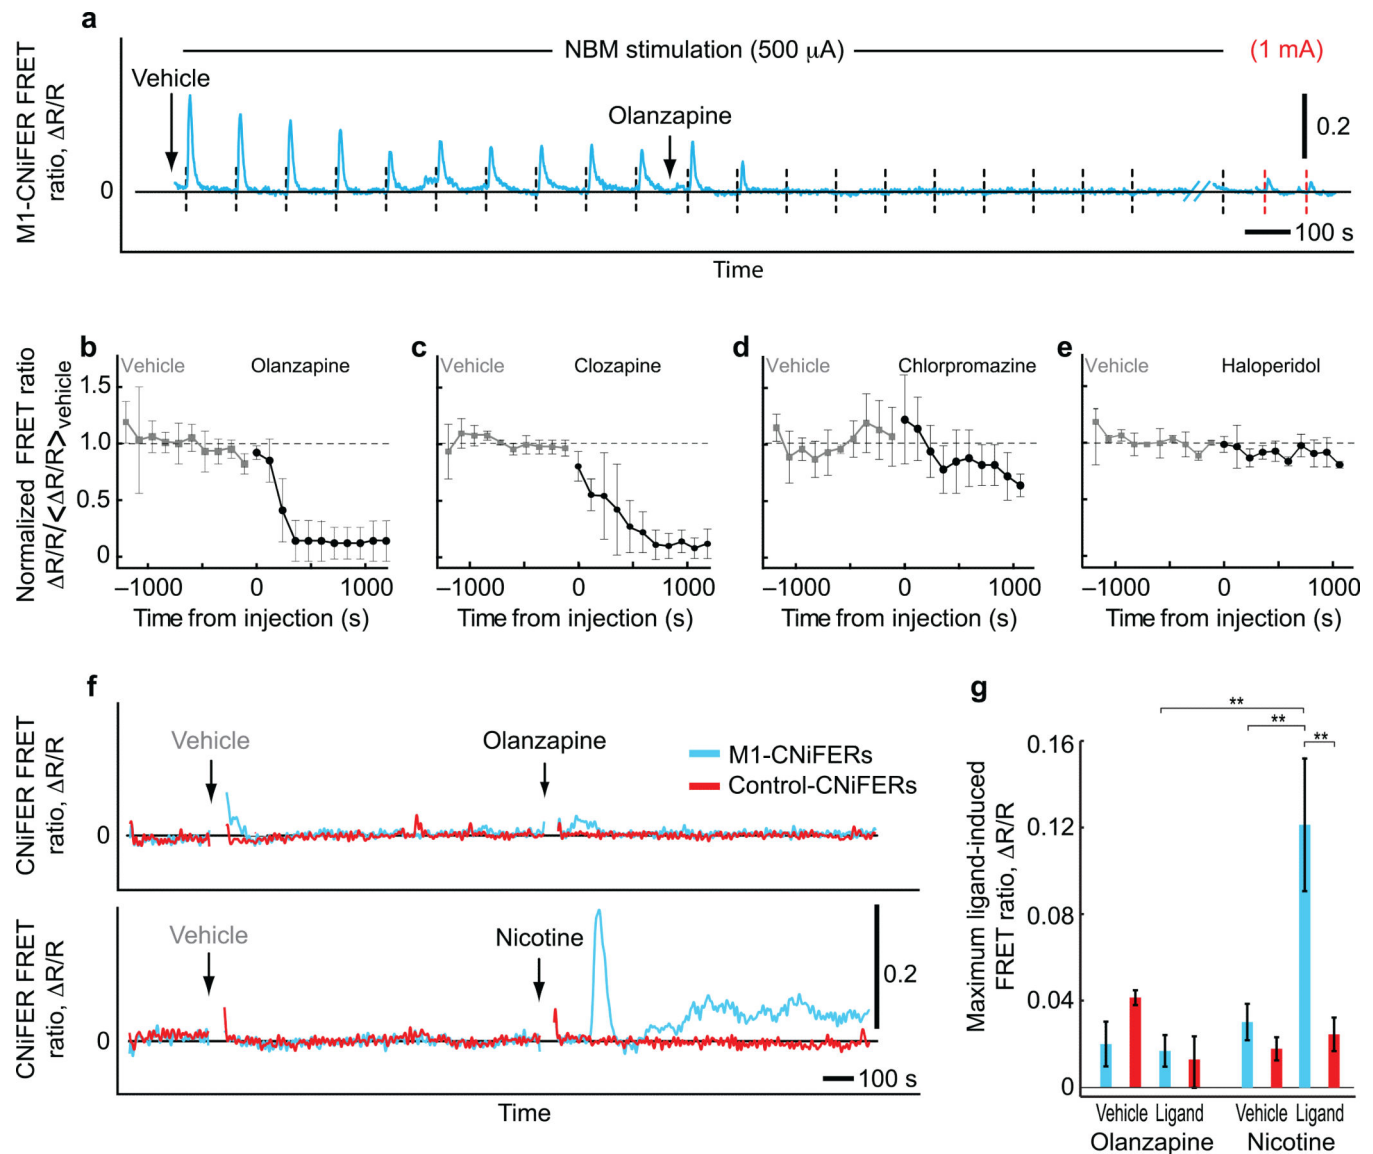 a
NBM stimulation (500 μA)
(1 mA)
Vehicle
Olanzapine
0.2
0
100 s
M1-CNiFER FRET
ratio, ΔR/R
Time
b
Vehicle
Olanzapine
c
Vehicle
Clozapine
d
Vehicle
Chlorpromazine
e
Vehicle
Haloperidol
Normalized FRET ratio
ΔR/R/<ΔR/R>vehicle
1.5
1.0
0.5
0
−1000 0 1000
−1000 0 1000
−1000 0 1000
−1000 0 1000
Time from injection (s)
Time from injection (s)
Time from injection (s)
Time from injection (s)
f
CNiFER FRET
ratio, ΔR/R
Vehicle
Olanzapine
M1-CNiFERs
Control-CNiFERs
0
CNiFER FRET
ratio, ΔR/R
Vehicle
Nicotine
0.2
0
100 s
Time
g
**
**
**
Maximum ligand-induced
FRET ratio, ΔR/R
0.16
0.12
0.08
0.04
0
Vehicle Ligand Vehicle Ligand
Olanzapine Nicotine